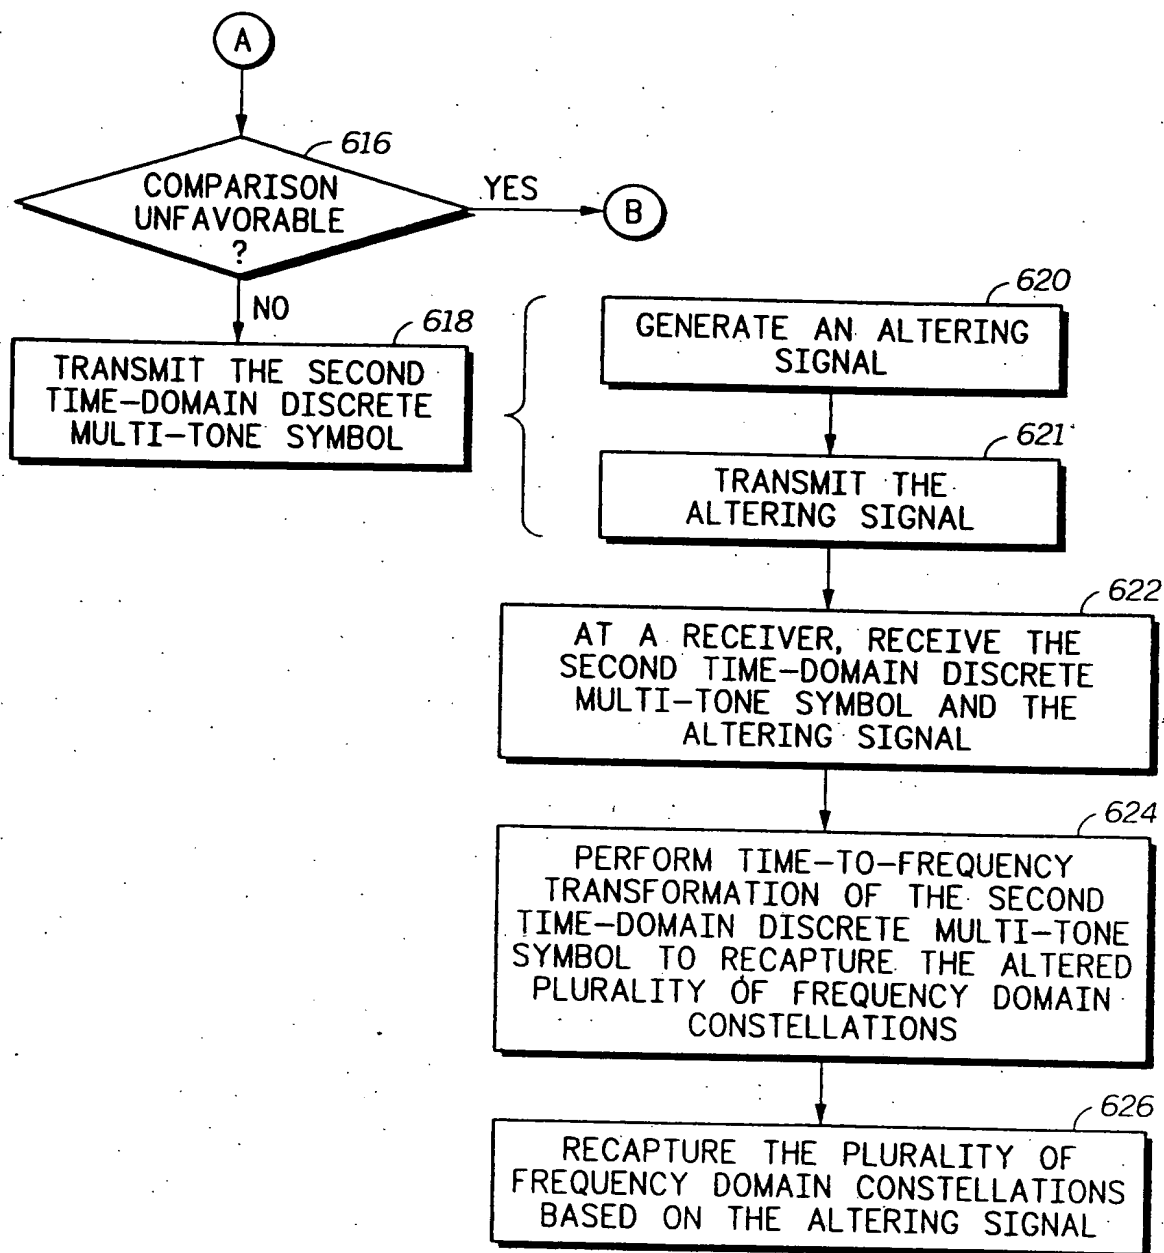 A
616
COMPARISON
UNFAVORABLE
?
YES
B
NO
618
TRANSMIT THE SECOND
TIME-DOMAIN DISCRETE
MULTI-TONE SYMBOL
620
GENERATE AN ALTERING
SIGNAL
621
TRANSMIT THE
ALTERING SIGNAL
622
AT A RECEIVER, RECEIVE THE
SECOND TIME-DOMAIN DISCRETE
MULTI-TONE SYMBOL AND THE
ALTERING SIGNAL
624
PERFORM TIME-TO-FREQUENCY
TRANSFORMATION OF THE SECOND
TIME-DOMAIN DISCRETE MULTI-TONE
SYMBOL TO RECAPTURE THE ALTERED
PLURALITY OF FREQUENCY DOMAIN
CONSTELLATIONS
626
RECAPTURE THE PLURALITY OF
FREQUENCY DOMAIN CONSTELLATIONS
BASED ON THE ALTERING SIGNAL